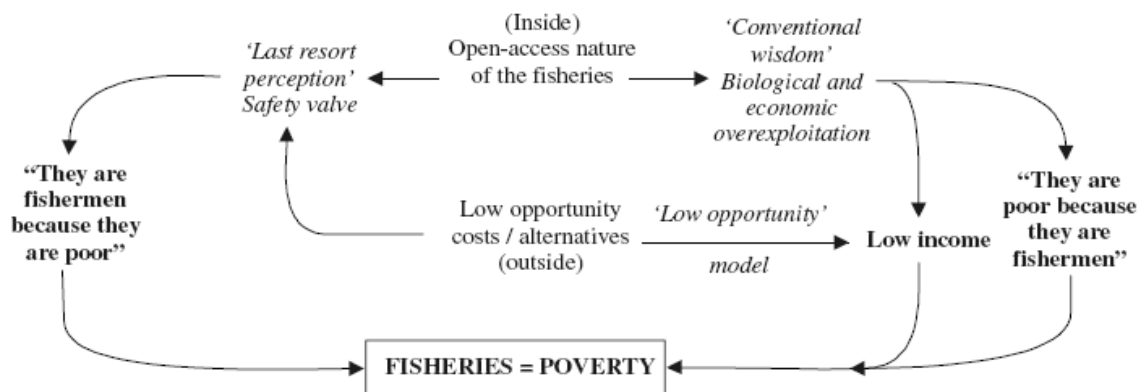 (Inside)
Open-access nature
of the fisheries
‘Last resort
perception’
Safety valve
‘Conventional
wisdom’
Biological and
economic
overexploitation
“They are
fishermen
because they
are poor”
Low opportunity
costs / alternatives
(outside)
‘Low opportunity’
model
Low income
“They are
poor because
they are
fishermen”
FISHERIES = POVERTY